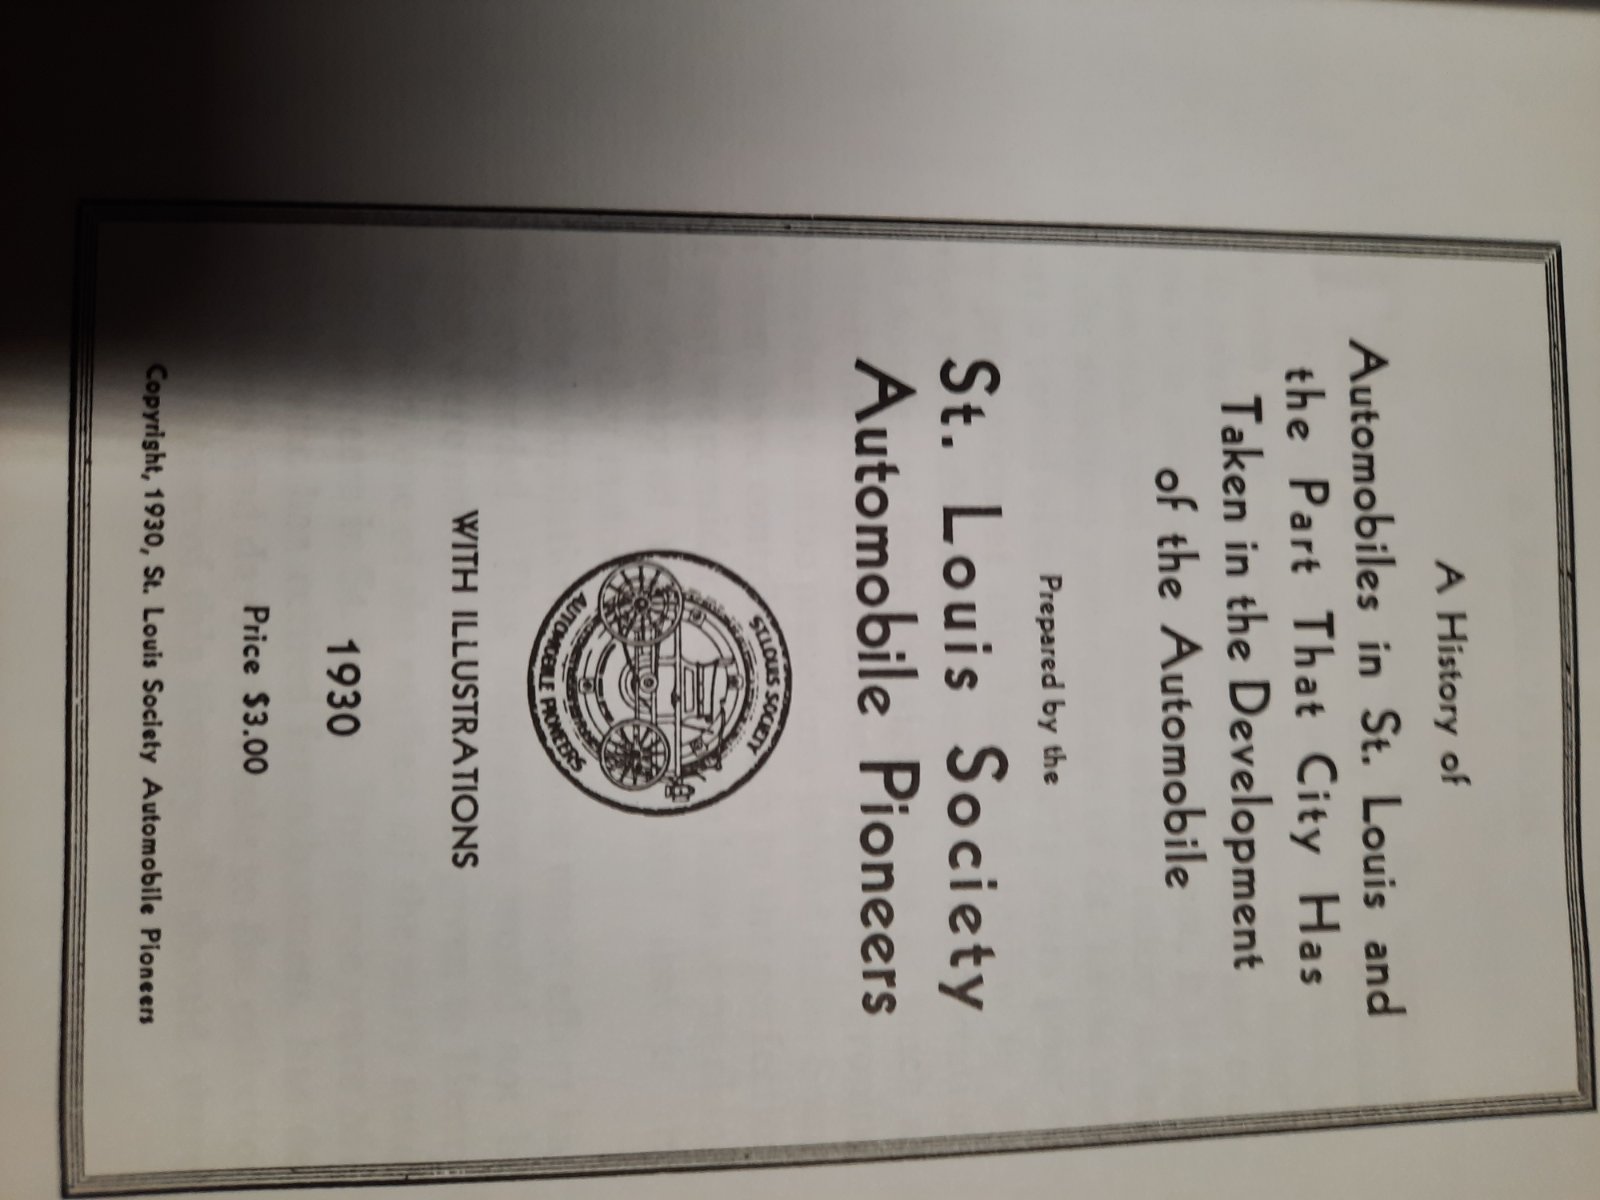 A History of
Automobiles in St. Louis and
the Part That City Has
Taken in the Development
of the Automobile
Prepared by the
St. Louis Society
Automobile Pioneers
ST.LOUIS SOCIETY
AUTOMOBILE PIONEERS
WITH ILLUSTRATIONS
1930
Price $3.00
Copyright, 1930, St. Louis Society Automobile Pioneers